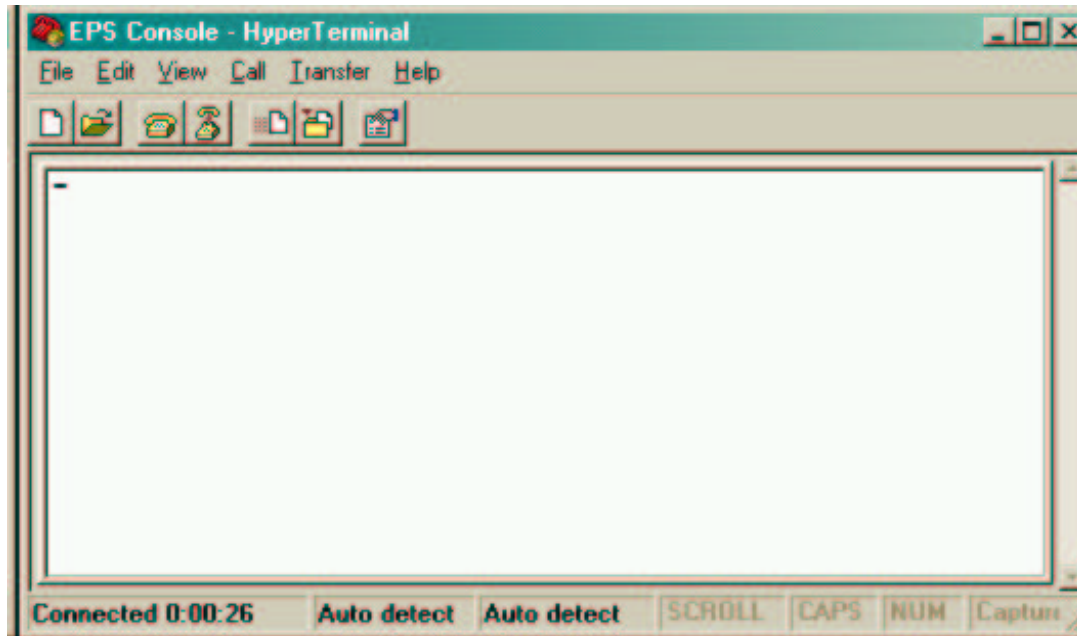 EPS Console - HyperTerminal
File Edit View Call Transfer Help
Connected 0:00:26 Auto detect Auto detect SCROLL CAPS NUM Capture